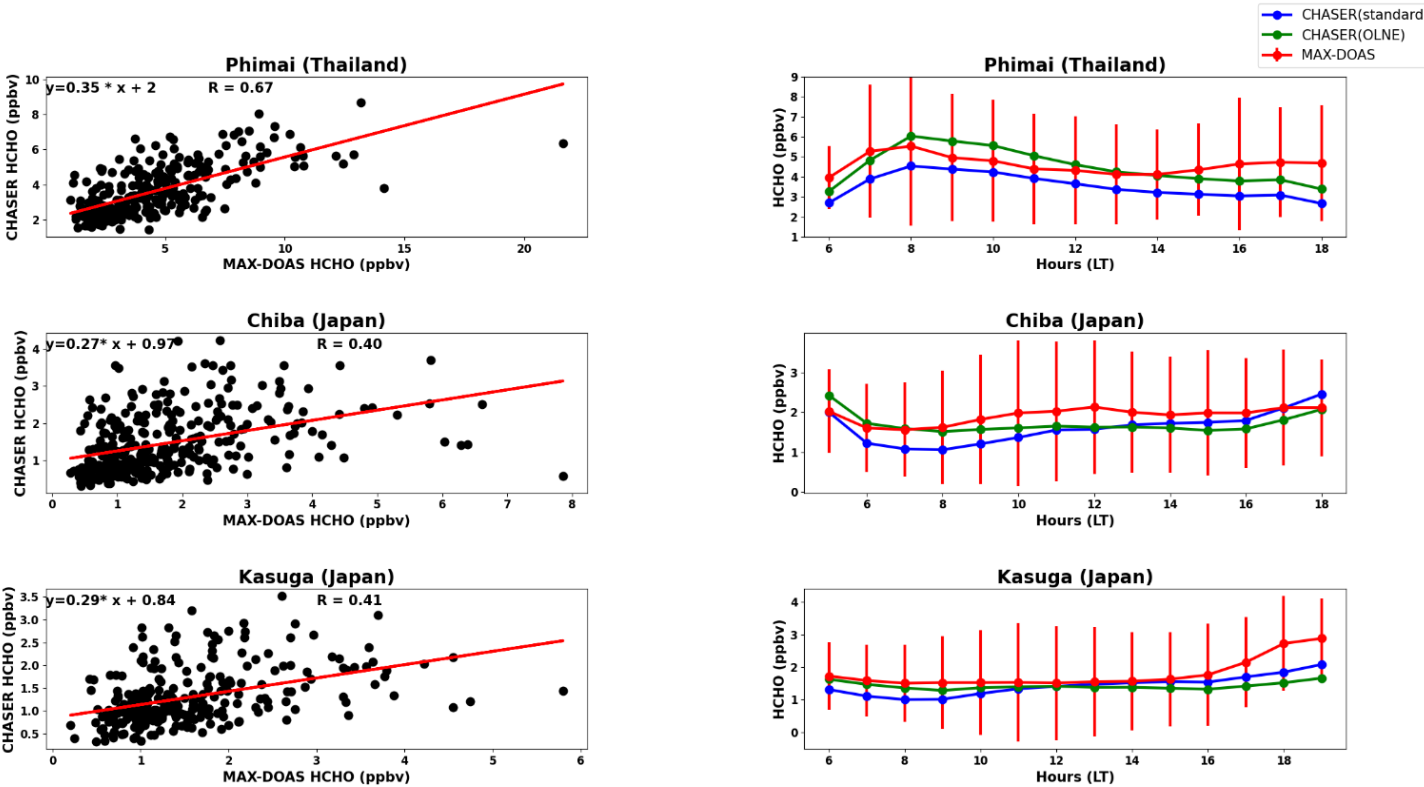 CHASER(standard
CHASER(OLNE)
MAX-DOAS
Phimai (Thailand)
y=0.35 * x + 2
R = 0.67
CHASER HCHO (ppbv)
10
8
6
4
2
5
10
15
20
MAX-DOAS HCHO (ppbv)
Phimai (Thailand)
HCHO (ppbv)
9
8
7
6
5
4
3
2
1
6
8
10
12
14
16
18
Hours (LT)
Chiba (Japan)
y=0.27* x + 0.97
R = 0.40
CHASER HCHO (ppbv)
4
3
2
1
0
1
2
3
4
5
6
7
8
MAX-DOAS HCHO (ppbv)
Chiba (Japan)
HCHO (ppbv)
3
2
1
0
6
8
10
12
14
16
18
Hours (LT)
Kasuga (Japan)
y=0.29* x + 0.84
R = 0.41
CHASER HCHO (ppbv)
3.5
3.0
2.5
2.0
1.5
1.0
0.5
0
1
2
3
4
5
6
MAX-DOAS HCHO (ppbv)
Kasuga (Japan)
HCHO (ppbv)
4
3
2
1
0
6
8
10
12
14
16
18
Hours (LT)